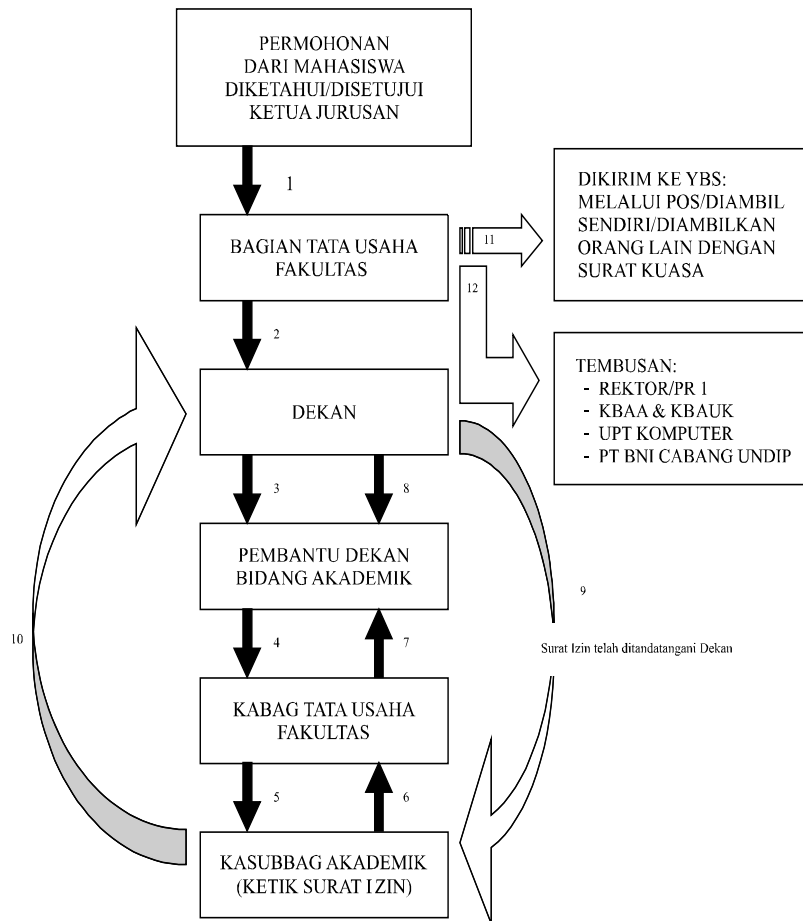 PERMOHONAN
DARI MAHASISWA
DIKETAHUI/DISETUJUI
KETUA JURUSAN
1
BAGIAN TATA USAHA
FAKULTAS
11
DIKIRIM KE YBS:
MELALUI POS/DIAMBIL
SENDIRI/DIAMBILKAN
ORANG LAIN DENGAN
SURAT KUASA
12
2
TEMBUSAN:
- REKTOR/PR 1
- KBAA & KBAUK
- UPT KOMPUTER
- PT BNI CABANG UNDIP
DEKAN
3
8
PEMBANTU DEKAN
BIDANG AKADEMIK
9
10
4
7
Surat Izin telah ditandatangani Dekan
KABAG TATA USAHA
FAKULTAS
5
6
KASUBBAG AKADEMIK
(KETIK SURAT IZIN)